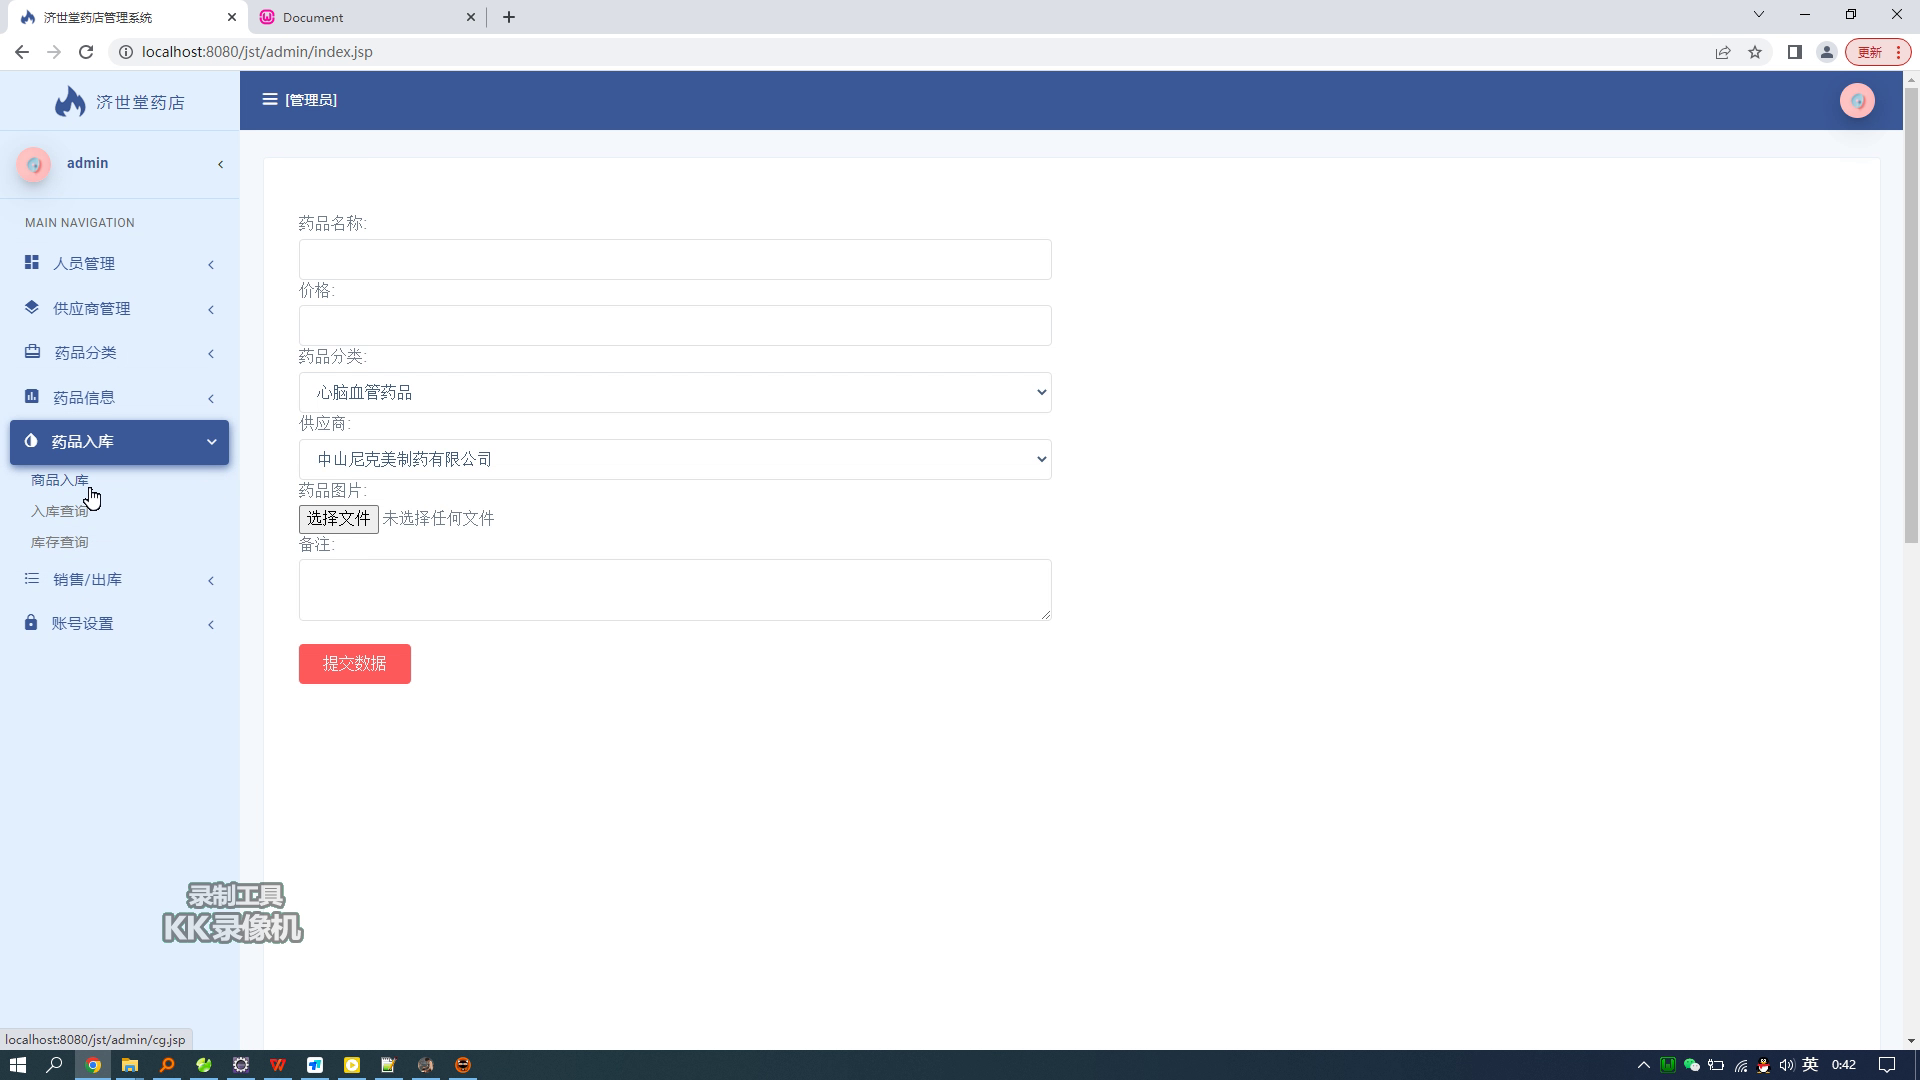 济世堂药店管理系统
Document
localhost:8080/jst/admin/index.jsp
更新
济世堂药店
[管理员]
admin
MAIN NAVIGATION
人员管理
供应商管理
药品分类
药品信息
药品入库
商品入库
入库查询
库存查询
销售/出库
账号设置
药品名称:
价格:
药品分类:
心脑血管药品
供应商:
中山尼克美制药有限公司
药品图片:
选择文件 未选择任何文件
备注:
提交数据
录制工具
KK录像机
localhost:8080/jst/admin/cg.jsp
英
0:42